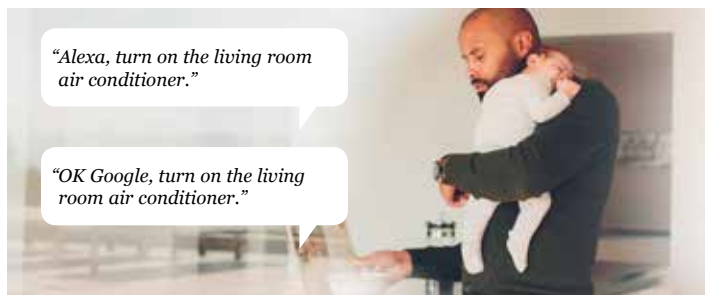 “Alexa, turn on the living room
air conditioner.”
“OK Google, turn on the living
room air conditioner.”